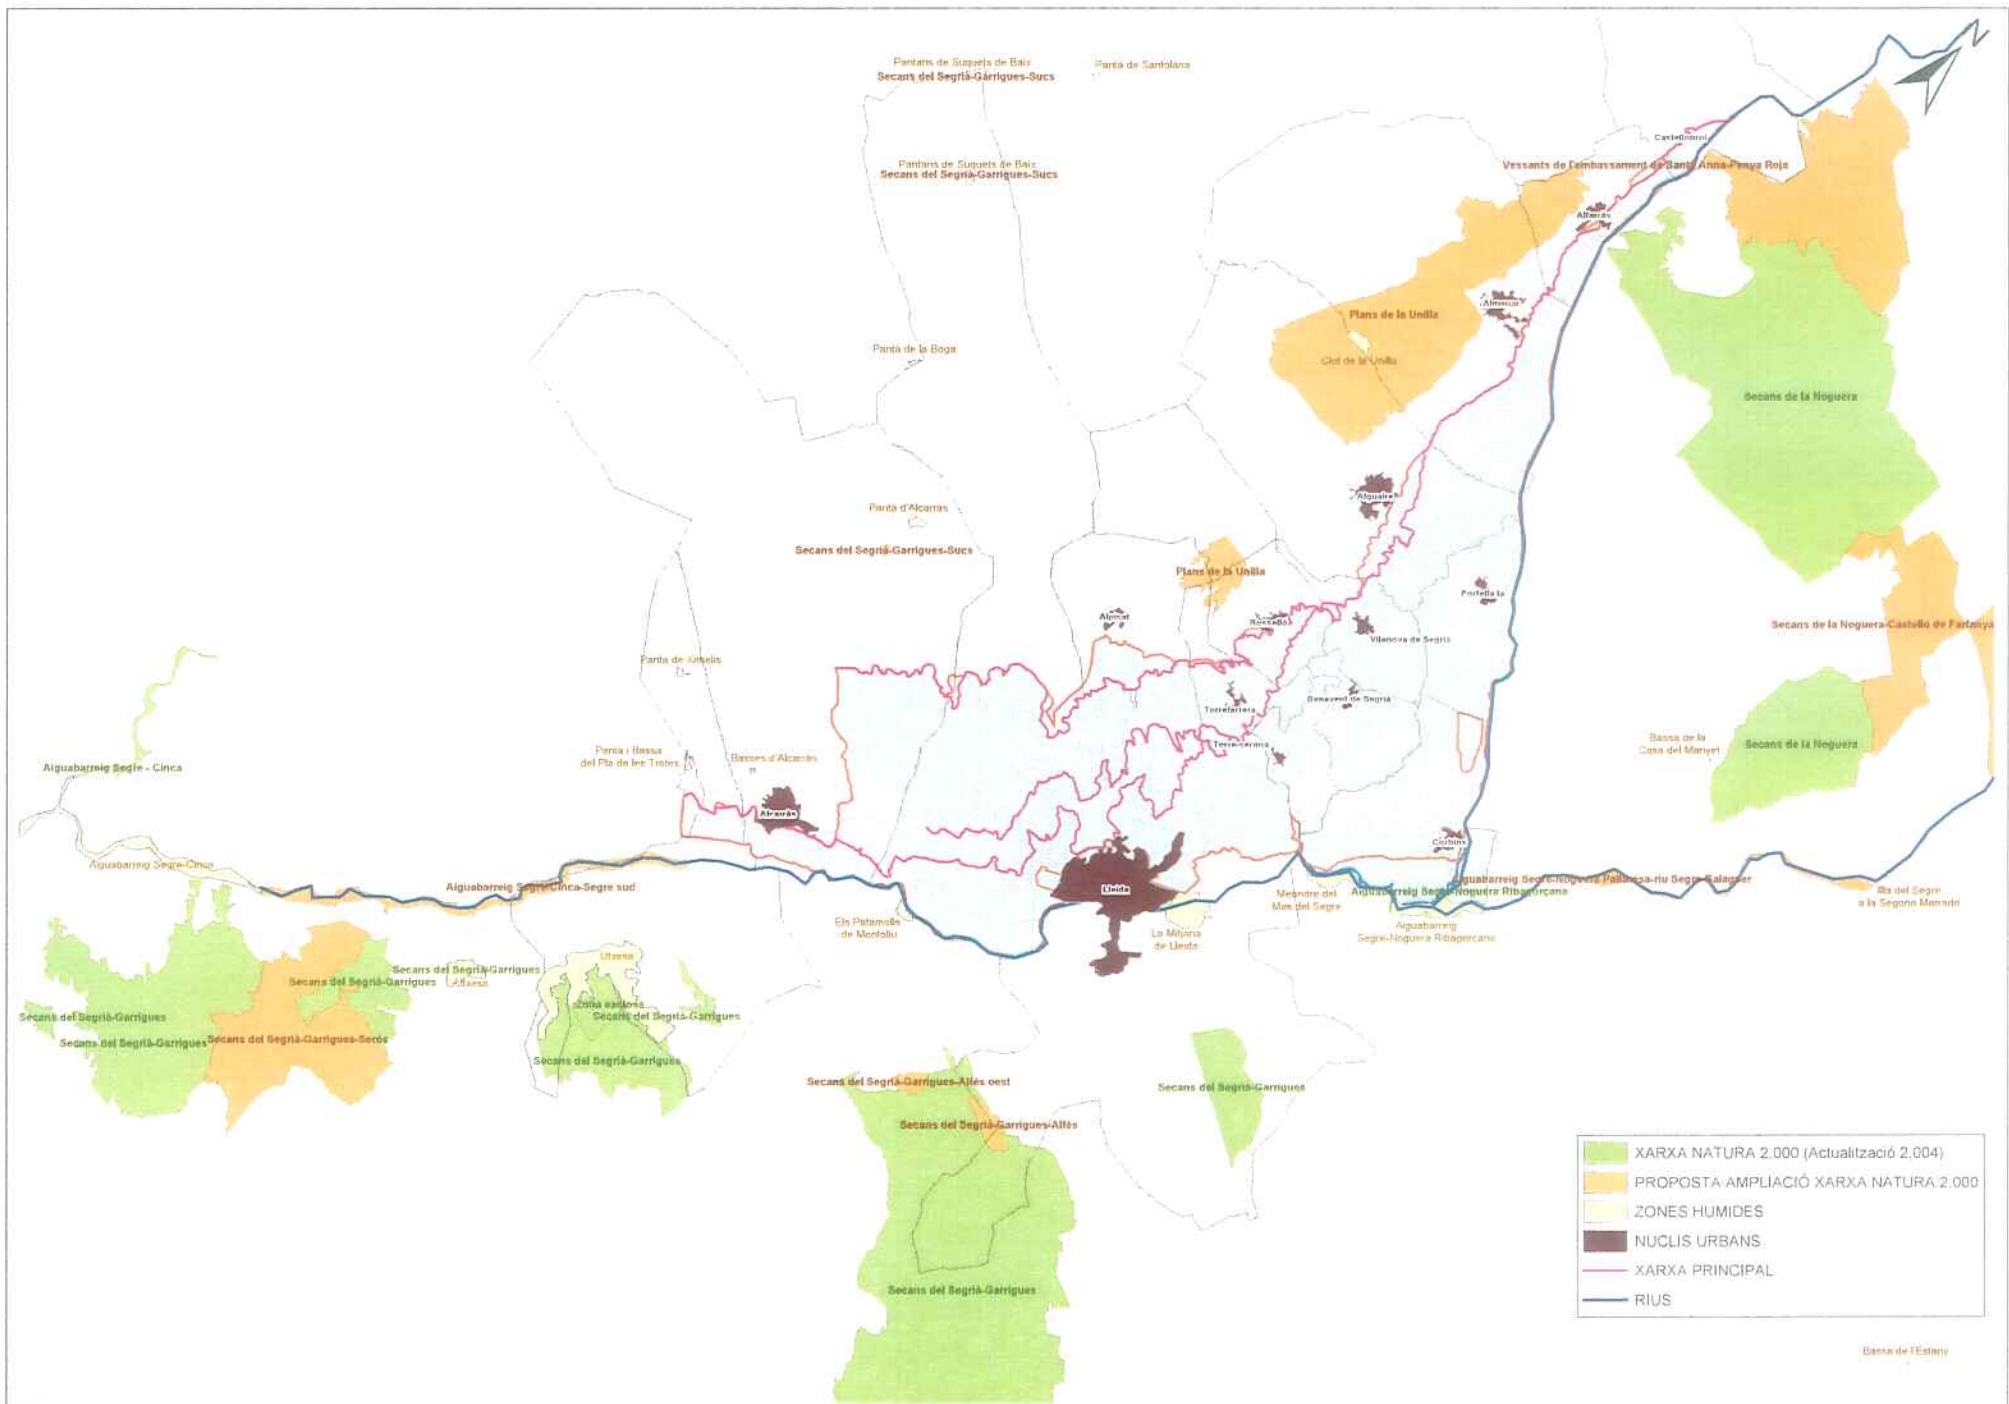 N
Pantans de Suquets de Baix
Secans del Segrià-Garrigues-Sucs
Pantà de Santolaria
Pantans de Suquets de Baix
Secans del Segrià-Garrigues-Sucs
Vessants de l'embassament de Santa Anna-Penya Roja
Alfarràs
Almenar
Plans de la Unilla
Clot de la Unilla
Pantà de la Boga
Secans de la Noguera
Alguaire
Pantà d'Alcarràs
Secans del Segrià-Garrigues-Sucs
Plans de la Unilla
Portella la
Alpicat
Rosselló
Vilanova de Segrià
Secans de la Noguera-Castelló de Farfanya
Pantà de Ximelis
Benavent de Segrià
Torrefarrera
Torre-serona
Bassa de la
Casa del Manyet
Secans de la Noguera
Pantà i Bassa
del Pla de les Trotes
Basses d'Alcarràs
Aiguabarreig Segre - Cinca
Alcarràs
Corbins
Aiguabarreig Segre-Cinca
Aiguabarreig Segre-Cinca-Segre sud
Lleida
Aiguabarreig Segre-Noguera Pallaresa-riu Segre-Balaguer
Aiguabarreig Segre-Noguera Ribagorçana
Meandre del
Mas del Segre
Illa del Segre
a la Segona Marrada
Els Patamolls
de Montoliu
La Mitjana
de Lleida
Aiguabarreig
Segre-Noguera Ribagorçana
Utxesa
Secans del Segrià-Garrigues
Utxesa
Secans del Segrià-Garrigues
Zona exclosa
Secans del Segrià-Garrigues
Secans del Segrià-Garrigues
Secans del Segrià-Garrigues
Secans del Segrià-Garrigues-Seròs
Secans del Segrià-Garrigues
Secans del Segrià-Garrigues-Alfés oest
Secans del Segrià-Garrigues
Secans del Segrià-Garrigues-Alfés
Secans del Segrià-Garrigues
XARXA NATURA 2.000 (Actualització 2.004)
PROPOSTA AMPLIACIÓ XARXA NATURA 2.000
ZONES HUMIDES
NUCLIS URBANS
XARXA PRINCIPAL
RIUS
Bassa de l'Estany